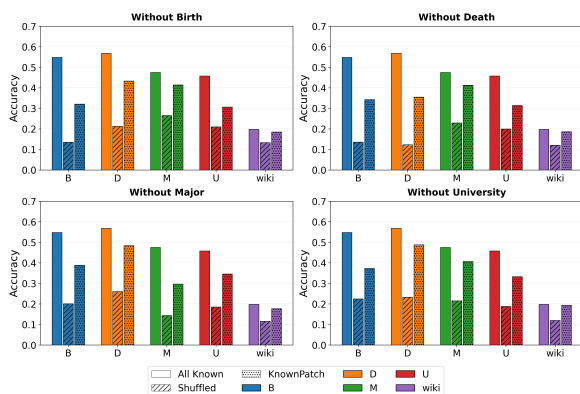 Without Birth
Without Death
0.7
0.6
0.5
0.4
0.3
0.2
0.1
0.0
Accuracy
B D M U wiki
0.7
0.6
0.5
0.4
0.3
0.2
0.1
0.0
Accuracy
B D M U wiki
Without Major
Without University
0.7
0.6
0.5
0.4
0.3
0.2
0.1
0.0
Accuracy
B D M U wiki
0.7
0.6
0.5
0.4
0.3
0.2
0.1
0.0
Accuracy
B D M U wiki
All Known KnownPatch D U
Shuffled B M wiki